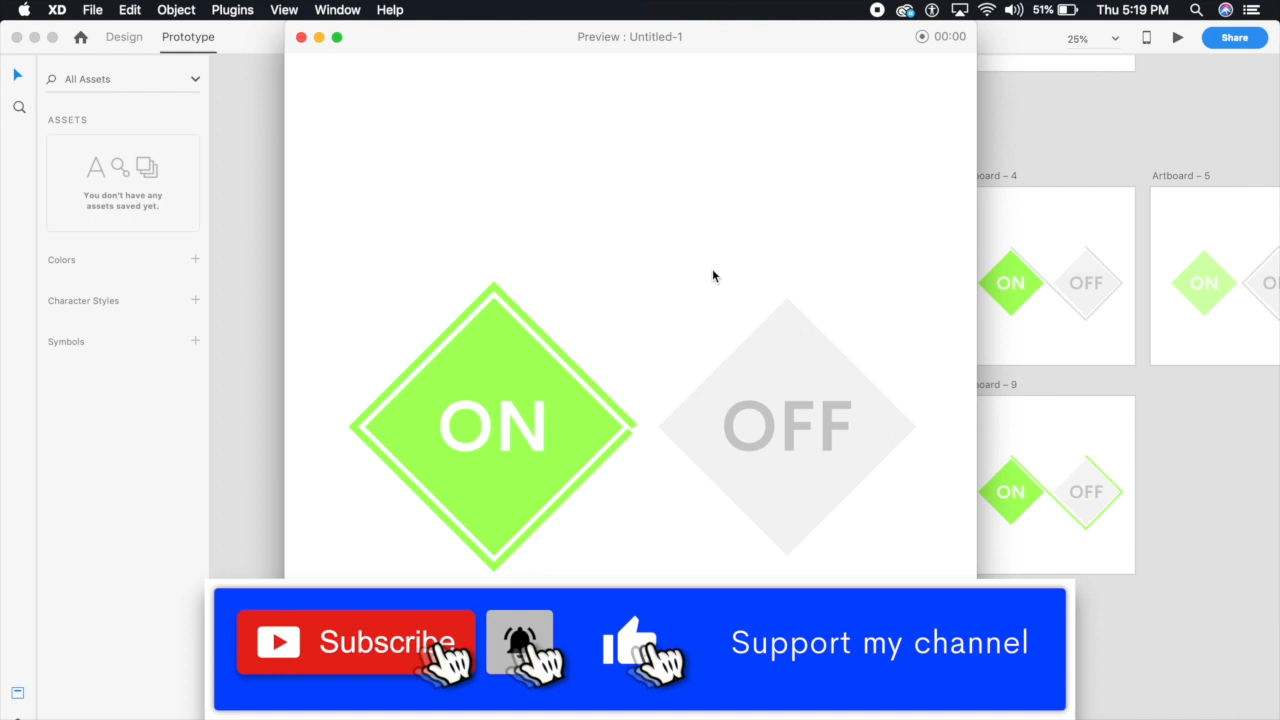 XD File Edit Object Plugins View Window Help 51% Thu 5:19 PM
Design Prototype Preview : Untitled-1 00:00 25% Share
All Assets
ASSETS
You don't have any
assets saved yet.
Colors
Character Styles
Symbols
ON OFF
oard – 4 Artboard – 5
ON OFF ON
oard – 9
ON OFF
Subscribe Support my channel